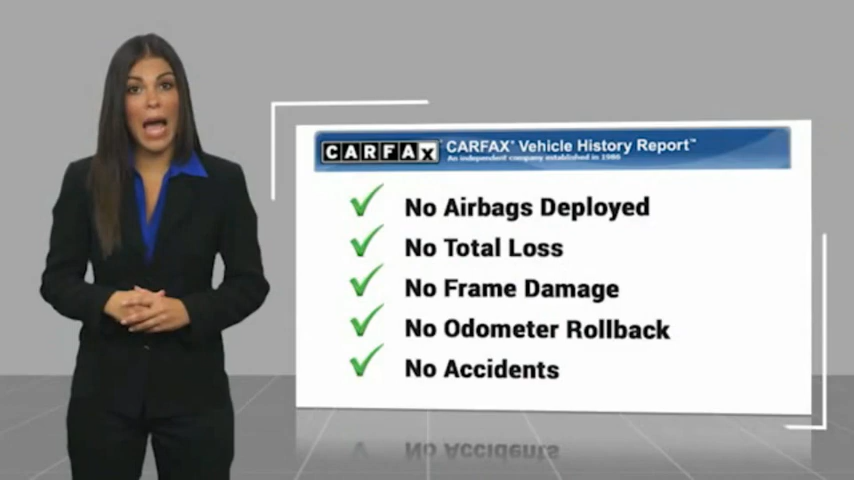 CARFAX
CARFAX® Vehicle History Report™
An independent company established in 1986
No Airbags Deployed
No Total Loss
No Frame Damage
No Odometer Rollback
No Accidents
No Accidents